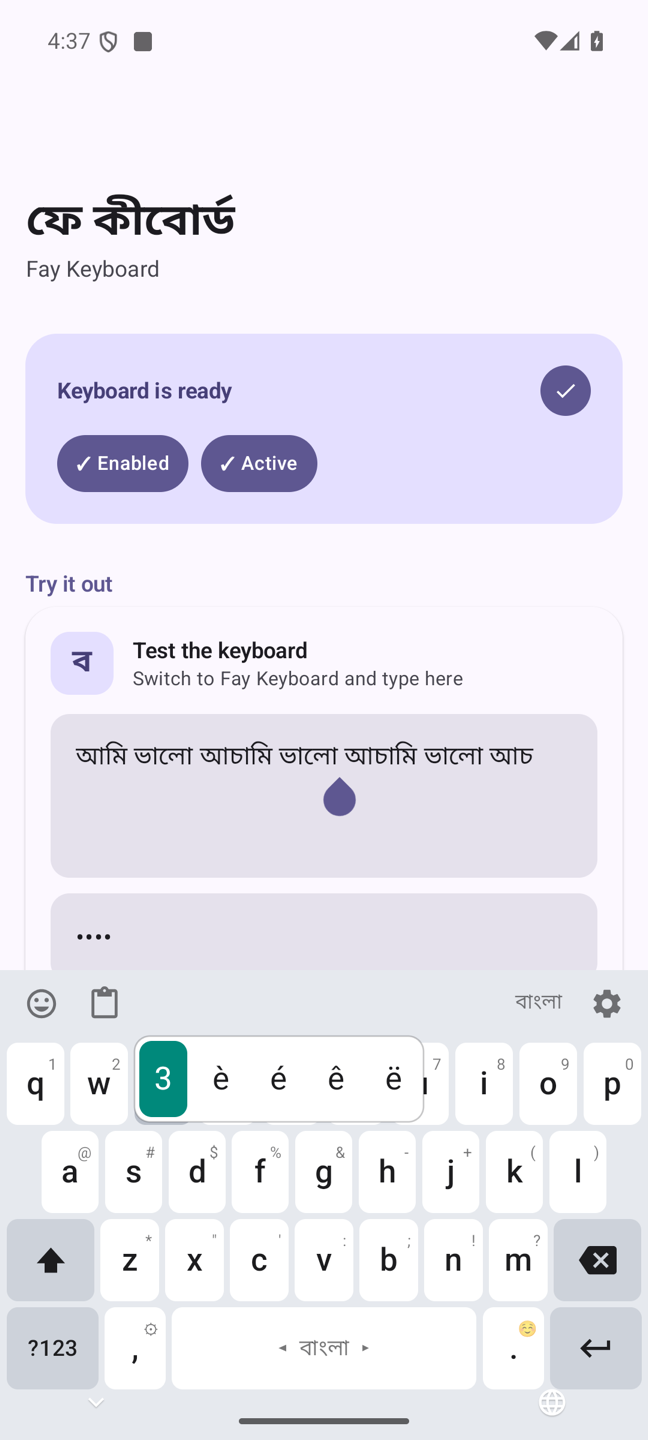 4:37
ফে কীবোর্ড
Fay Keyboard
Keyboard is ready
✓ Enabled ✓ Active
Try it out
ব
Test the keyboard
Switch to Fay Keyboard and type here
আমি ভালো আচামি ভালো আচামি ভালো আচ
••••
বাংলা
q 1 w 2 3 è é ê ë 7 i 8 o 9 p 0
a @ s # d $ f % g & h - j + k ( l )
z * x " c ' v : b ; n ! m ?
?123 , ◂ বাংলা ▸ .